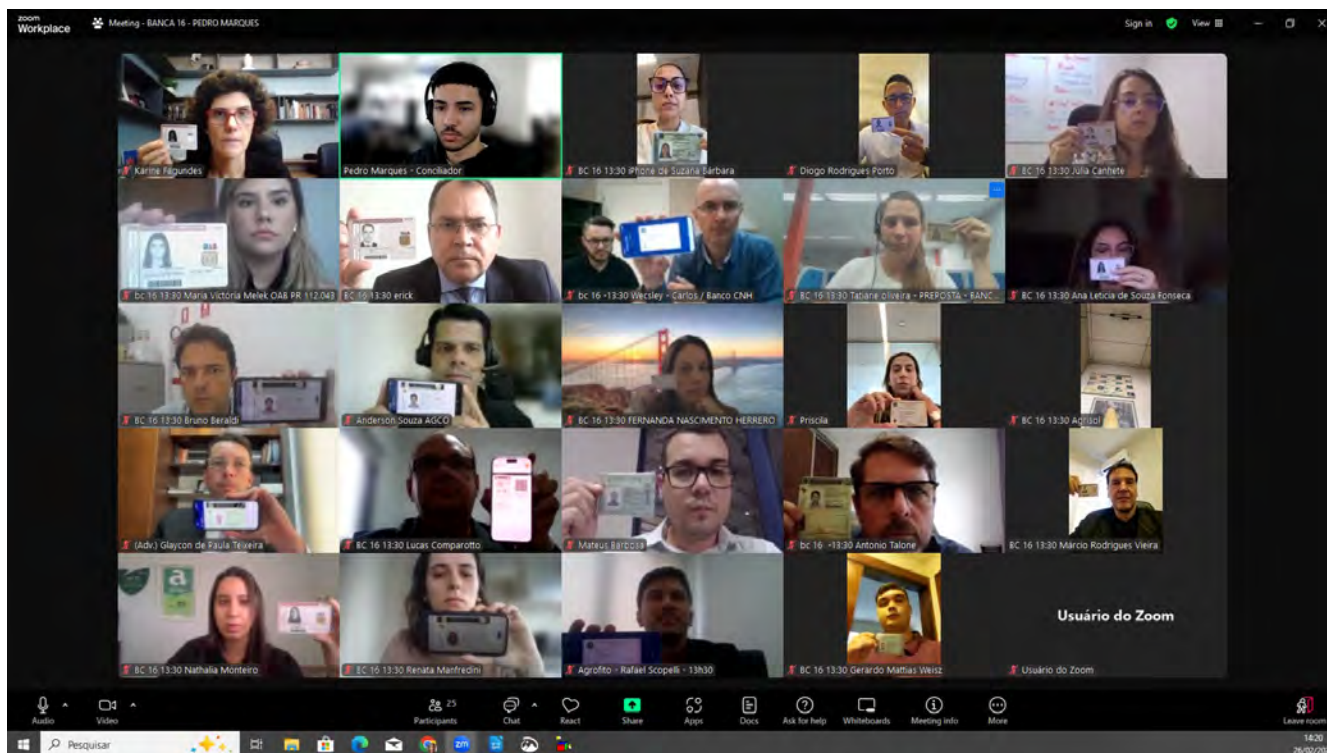 zoom
Workplace
Meeting - BANCA 16 - PEDRO MARQUES
Sign in
View
Karine Fagundes
Pedro Marques - Conciliador
BC 16 13:30 iPhone de Suzana Bárbara
Diogo Rodrigues Porto
BC 16 13:30 Julia Canhete
bc 16 13:30 Maria Victória Melek OAB PR 112.043
BC 16 13:30 erick
bc 16 -13:30 Wecsley - Carlos / Banco CNH
BC 16 13:30 Tatiane oliveira - PREPOSTA - BANC...
BC 16 13:30 Ana Leticia de Souza Fonseca
BC 16 13:30 Bruno Beraldi
Anderson Souza AGCO
BC 16 13:30 FERNANDA NASCIMENTO HERRERO
Priscila
BC 16 13:30 Agrisol
(Adv.) Glaycon de Paula Teixeira
BC 16 13:30 Lucas Comparotto
Mateus Barbosa
bc 16 -13:30 Antonio Talone
BC 16 13:30 Márcio Rodrigues Vieira
BC 16 13:30 Nathalia Monteiro
BC 16 13:30 Renata Manfredini
Agrofito - Rafael Scopelli - 13h30
BC 16 13:30 Gerardo Mattias Weisz
Usuário do Zoom
Usuário do Zoom
Audio
Video
25
Participants
Chat
React
Share
Apps
Docs
Ask for help
Whiteboards
Meeting info
More
Leave room
Pesquisar
zm
14:20
26/02/20